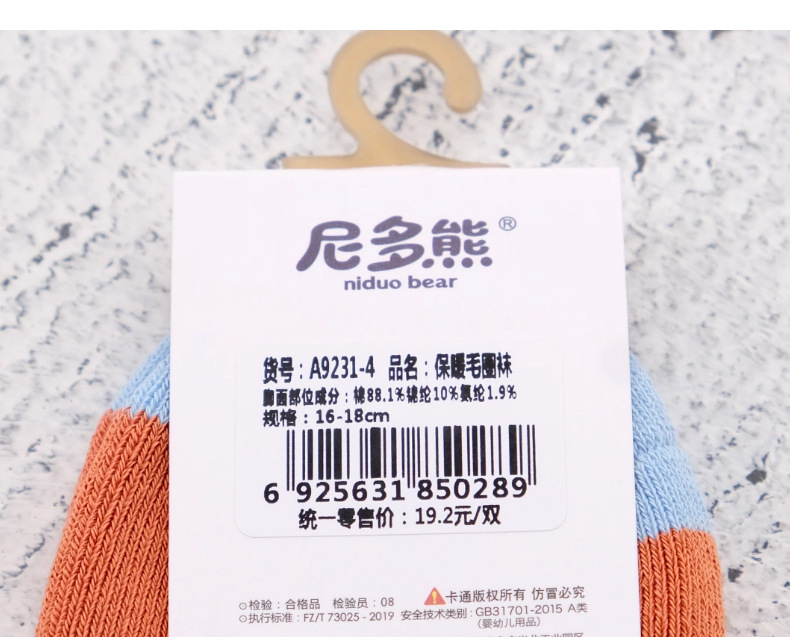 尼多熊®
niduo bear
货号：A9231-4 品名：保暖毛圈袜
脚面部位成分：棉88.1%锦纶10%氨纶1.9%
规格：16-18cm
6 925631 850289
统一零售价：19.2元/双
⊙检验：合格品 检验员：08 卡通版权所有 仿冒必究
⊙执行标准：FZ/T 73025 - 2019 安全技术类别：GB31701-2015 A类
（婴幼儿用品）